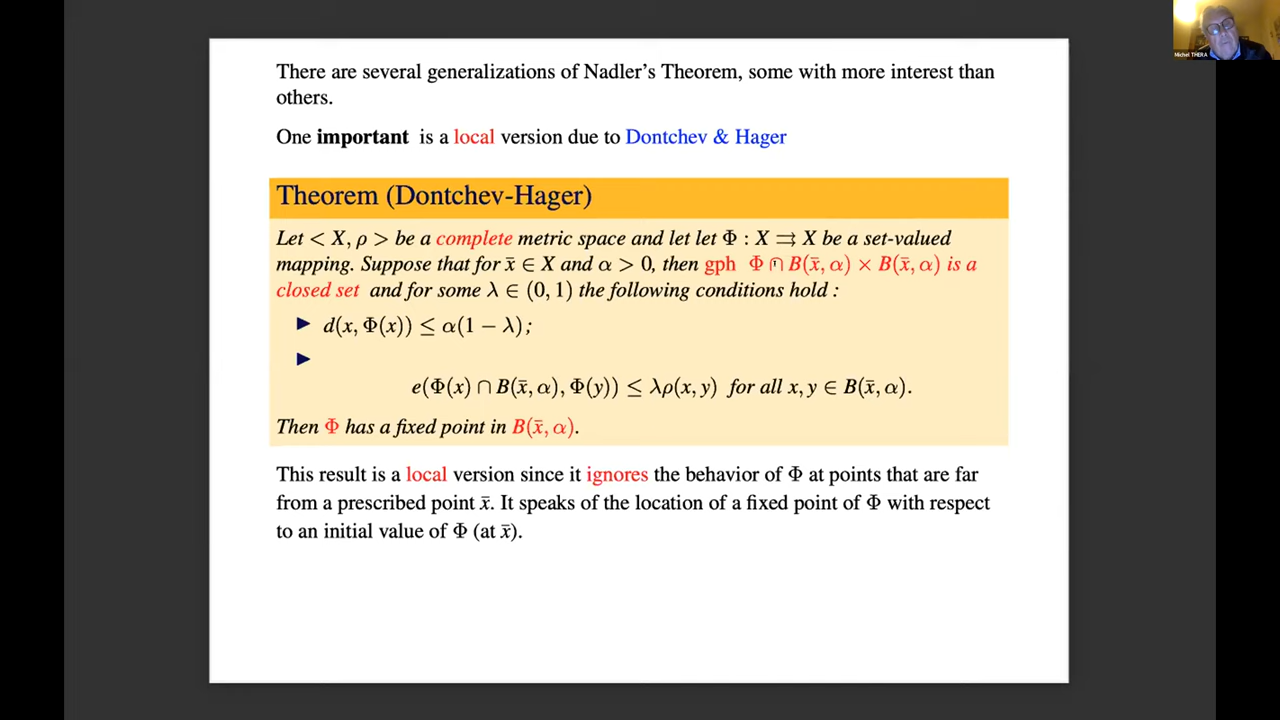 There are several generalizations of Nadler's Theorem, some with more interest than
others.
One important is a local version due to Dontchev & Hager
Theorem (Dontchev-Hager)
Let < X, ρ > be a complete metric space and let let Φ : X ⇉ X be a set-valued
mapping. Suppose that for x̄ ∈ X and α > 0, then gph Φ ∩ B(x̄, α) × B(x̄, α) is a
closed set and for some λ ∈ (0, 1) the following conditions hold :
▶ d(x, Φ(x)) ≤ α(1 − λ);
▶
e(Φ(x) ∩ B(x̄, α), Φ(y)) ≤ λρ(x, y) for all x, y ∈ B(x̄, α).
Then Φ has a fixed point in B(x̄, α).
This result is a local version since it ignores the behavior of Φ at points that are far
from a prescribed point x̄. It speaks of the location of a fixed point of Φ with respect
to an initial value of Φ (at x̄).
Michel THERA